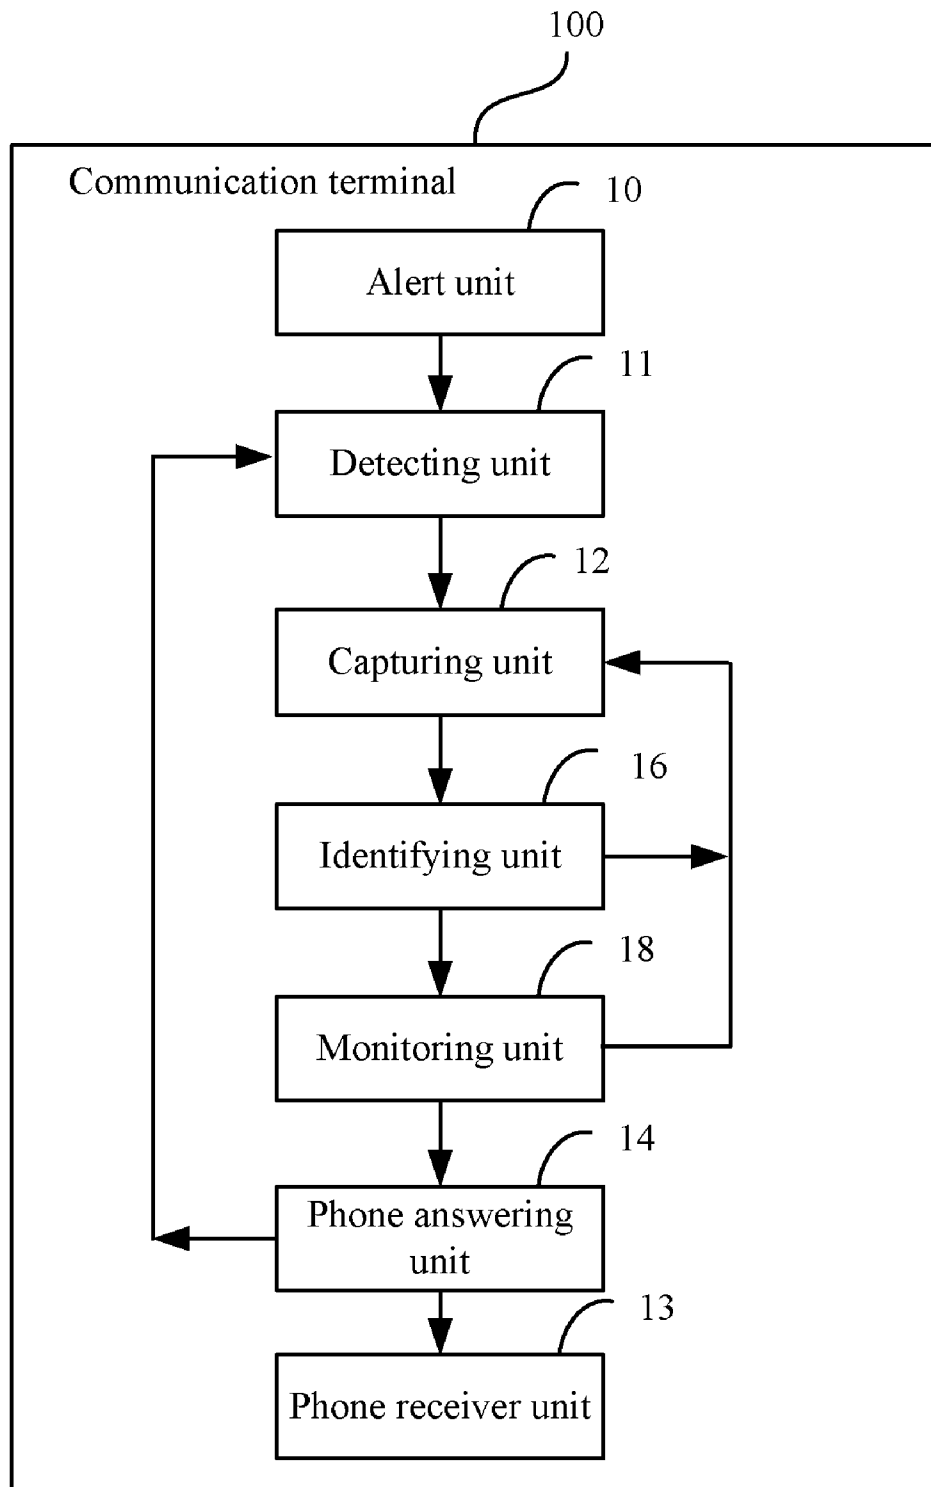 100
Communication terminal
10
Alert unit
11
Detecting unit
12
Capturing unit
16
Identifying unit
18
Monitoring unit
14
Phone answering
unit
13
Phone receiver unit